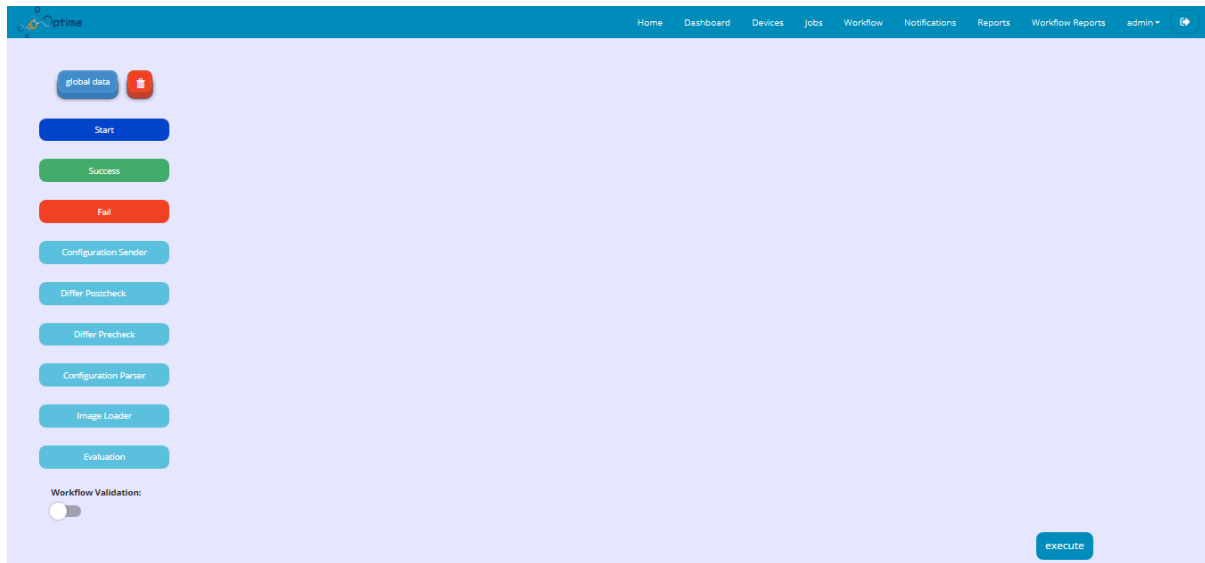 Optima
Home Dashboard Devices Jobs Workflow Notifications Reports Workflow Reports admin
global data
Start
Success
Fail
Configuration Sender
Differ Postcheck
Differ Precheck
Configuration Parser
Image Loader
Evaluation
Workflow Validation:
execute